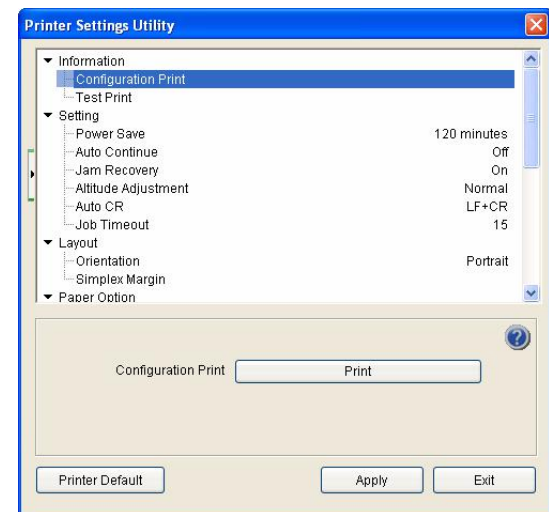 Printer Settings Utility
Information
Configuration Print
Test Print
Setting
Power Save 120 minutes
Auto Continue Off
Jam Recovery On
Altitude Adjustment Normal
Auto CR LF+CR
Job Timeout 15
Layout
Orientation Portrait
Simplex Margin
Paper Option
?
Configuration Print Print
Printer Default Apply Exit